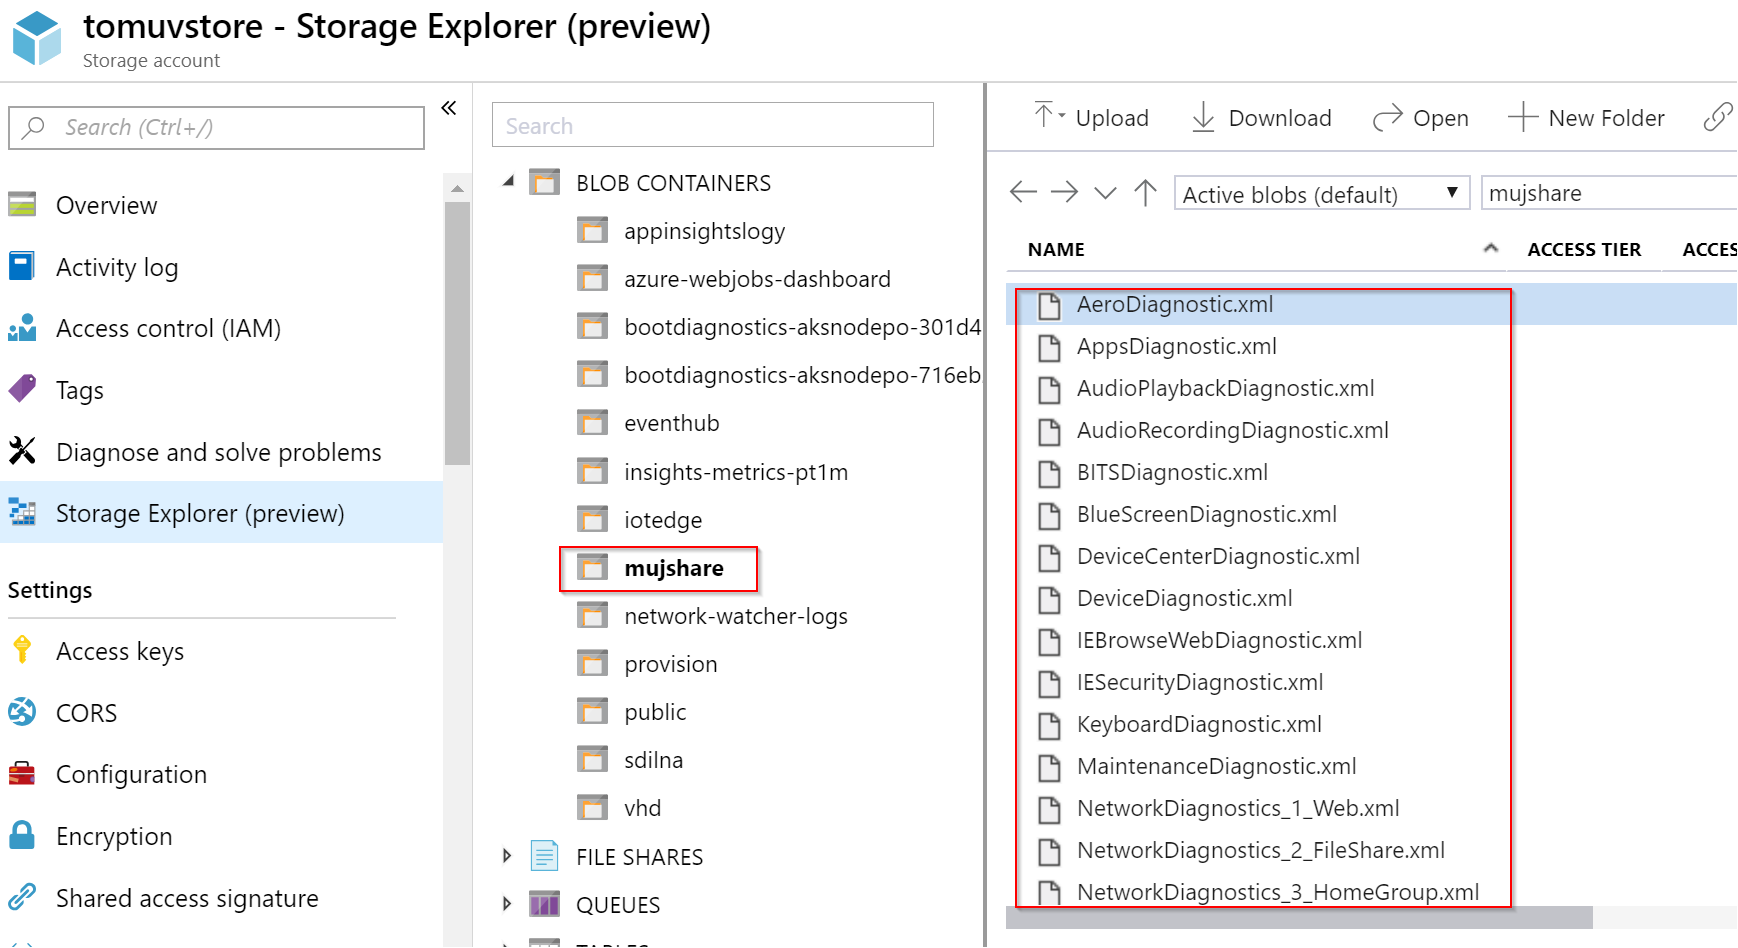 tomuvstore - Storage Explorer (preview)
Storage account
Search (Ctrl+/)
Overview
Activity log
Access control (IAM)
Tags
Diagnose and solve problems
Storage Explorer (preview)
Settings
Access keys
CORS
Configuration
Encryption
Shared access signature
Search
BLOB CONTAINERS
appinsightslogy
azure-webjobs-dashboard
bootdiagnostics-aksnodepo-301d4
bootdiagnostics-aksnodepo-716eb
eventhub
insights-metrics-pt1m
iotedge
mujshare
network-watcher-logs
provision
public
sdilna
vhd
FILE SHARES
QUEUES
TABLES
Upload Download Open New Folder
Active blobs (default) mujshare
NAME ACCESS TIER ACCES
AeroDiagnostic.xml
AppsDiagnostic.xml
AudioPlaybackDiagnostic.xml
AudioRecordingDiagnostic.xml
BITSDiagnostic.xml
BlueScreenDiagnostic.xml
DeviceCenterDiagnostic.xml
DeviceDiagnostic.xml
IEBrowseWebDiagnostic.xml
IESecurityDiagnostic.xml
KeyboardDiagnostic.xml
MaintenanceDiagnostic.xml
NetworkDiagnostics_1_Web.xml
NetworkDiagnostics_2_FileShare.xml
NetworkDiagnostics_3_HomeGroup.xml